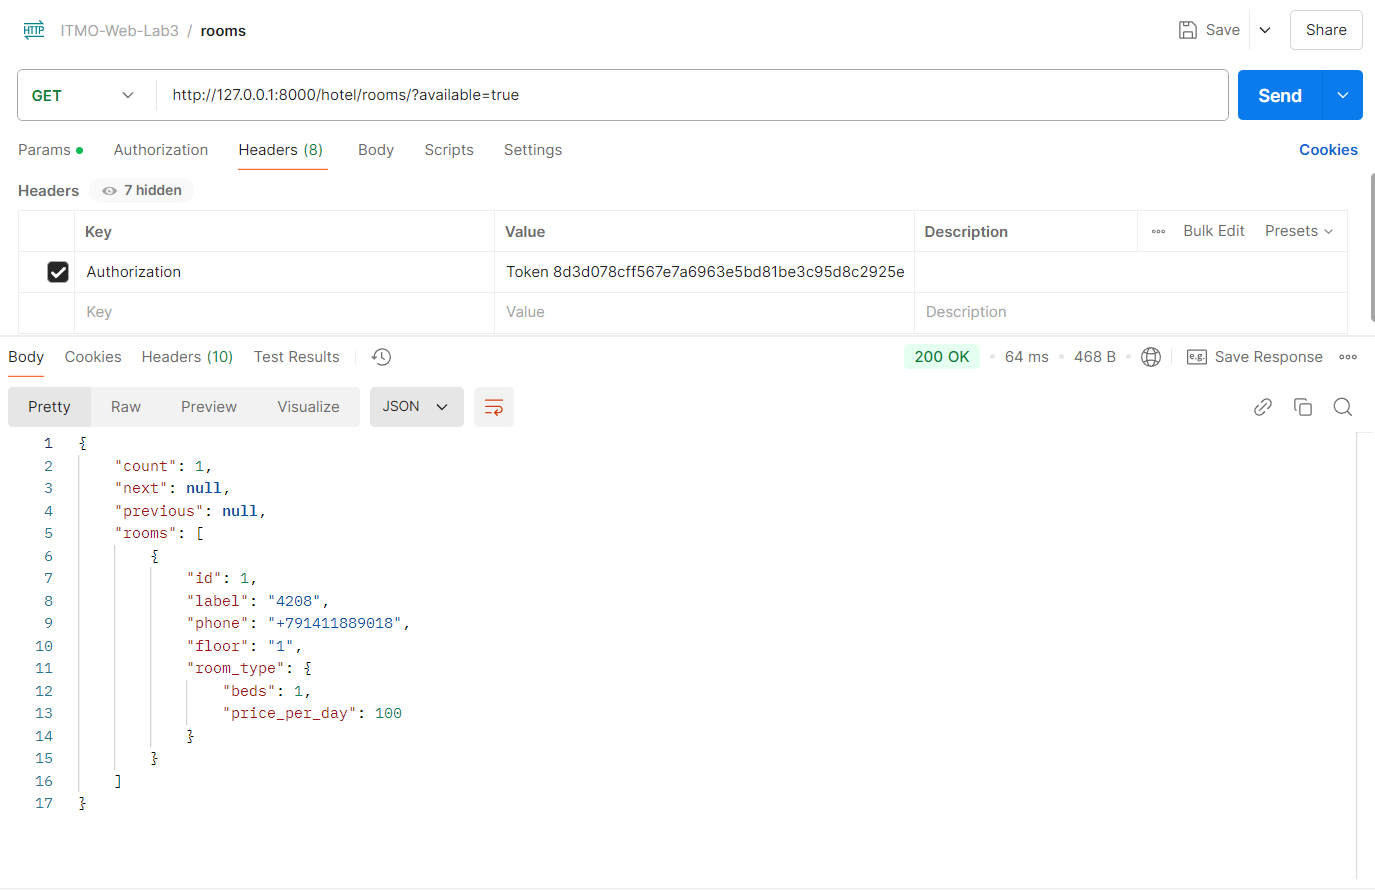 HTTP ITMO-Web-Lab3 / rooms Save Share
GET http://127.0.0.1:8000/hotel/rooms/?available=true Send
Params Authorization Headers (8) Body Scripts Settings Cookies
Headers 7 hidden
Key Value Description Bulk Edit Presets
Authorization Token 8d3d078cff567e7a6963e5bd81be3c95d8c2925e
Key Value Description
Body Cookies Headers (10) Test Results 200 OK 64 ms 468 B e.g. Save Response
Pretty Raw Preview Visualize JSON
1 {
2 "count": 1,
3 "next": null,
4 "previous": null,
5 "rooms": [
6 {
7 "id": 1,
8 "label": "4208",
9 "phone": "+791411889018",
10 "floor": "1",
11 "room_type": {
12 "beds": 1,
13 "price_per_day": 100
14 }
15 }
16 ]
17 }